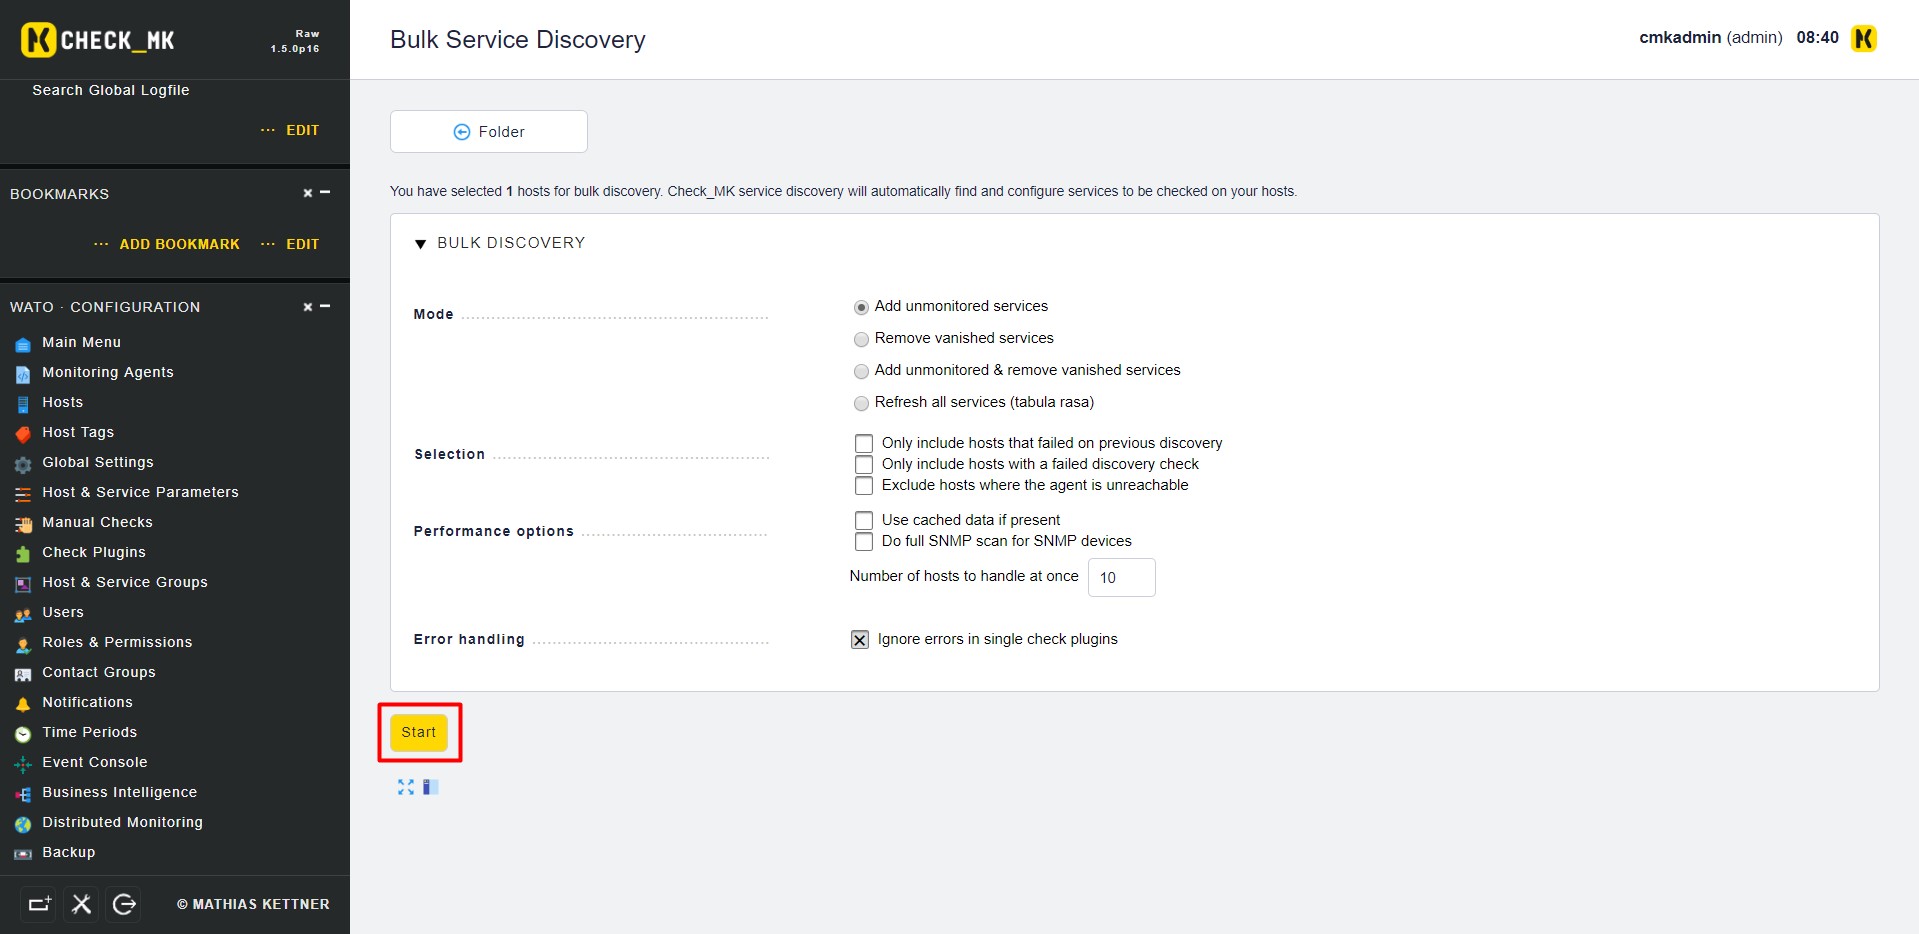 CHECK_MK
Raw
1.5.0p16
Bulk Service Discovery
cmkadmin (admin) 08:40
Search Global Logfile
··· EDIT
BOOKMARKS
··· ADD BOOKMARK ··· EDIT
WATO · CONFIGURATION
Main Menu
Monitoring Agents
Hosts
Host Tags
Global Settings
Host & Service Parameters
Manual Checks
Check Plugins
Host & Service Groups
Users
Roles & Permissions
Contact Groups
Notifications
Time Periods
Event Console
Business Intelligence
Distributed Monitoring
Backup
© MATHIAS KETTNER
Folder
You have selected 1 hosts for bulk discovery. Check_MK service discovery will automatically find and configure services to be checked on your hosts.
BULK DISCOVERY
Mode
Add unmonitored services
Remove vanished services
Add unmonitored & remove vanished services
Refresh all services (tabula rasa)
Selection
Only include hosts that failed on previous discovery
Only include hosts with a failed discovery check
Exclude hosts where the agent is unreachable
Performance options
Use cached data if present
Do full SNMP scan for SNMP devices
Number of hosts to handle at once 10
Error handling
Ignore errors in single check plugins
Start